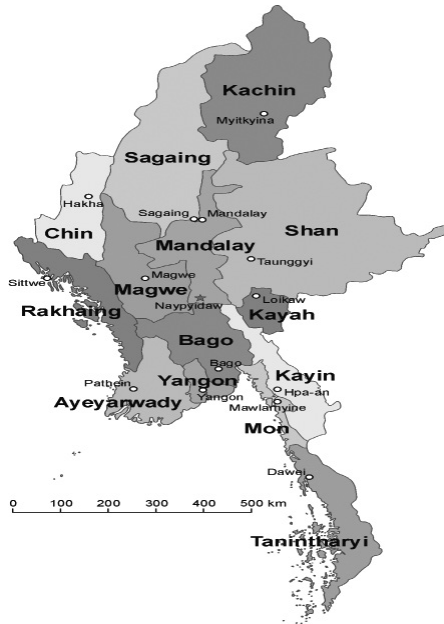 Kachin
Myitkyina
Sagaing
Hakha
Sagaing
Mandalay
Chin
Mandalay
Shan
Taunggyi
Sittwe
Magwe
Magwe
Loikaw
Naypyidaw
Rakhaing
Kayah
Bago
Bago
Kayin
Pathein
Yangon
Hpa-an
Ayeyarwady
Yangon
Mawlamyine
Mon
Dawei
0 100 200 300 400 500 km
Tanintharyi